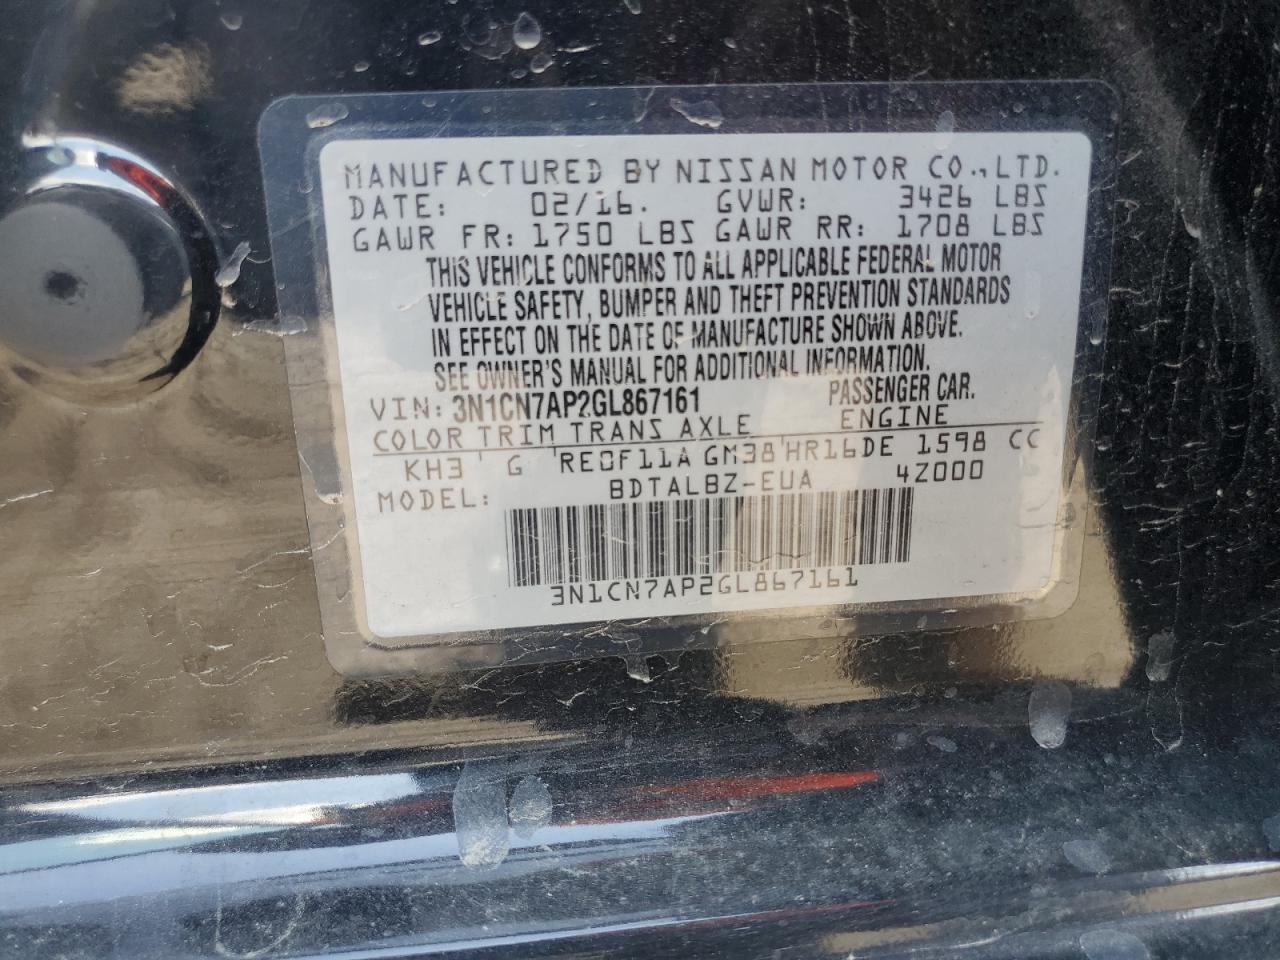 MANUFACTURED BY NISSAN MOTOR CO., LTD.
DATE: 02/16. GVWR: 3426 LBS
GAWR FR: 1750 LBS GAWR RR: 1708 LBS
THIS VEHICLE CONFORMS TO ALL APPLICABLE FEDERAL MOTOR
VEHICLE SAFETY, BUMPER AND THEFT PREVENTION STANDARDS
IN EFFECT ON THE DATE OF MANUFACTURE SHOWN ABOVE.
SEE OWNER'S MANUAL FOR ADDITIONAL INFORMATION.
VIN: 3N1CN7AP2GL867161 PASSENGER CAR.
COLOR TRIM TRANS AXLE ENGINE
KH3 G RE0F11A GM38 HR16DE 1598 CC
MODEL: BDTALBZ-EUA 4Z000
3N1CN7AP2GL867161